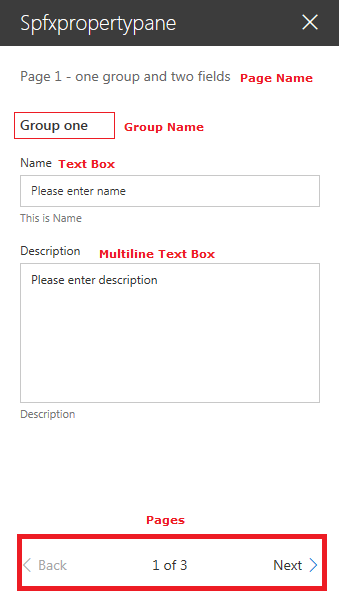 Spfxpropertypane
Page 1 - one group and two fields Page Name
Group one Group Name
Name Text Box
Please enter name
This is Name
Description Multiline Text Box
Please enter description
Description
Pages
Back 1 of 3 Next